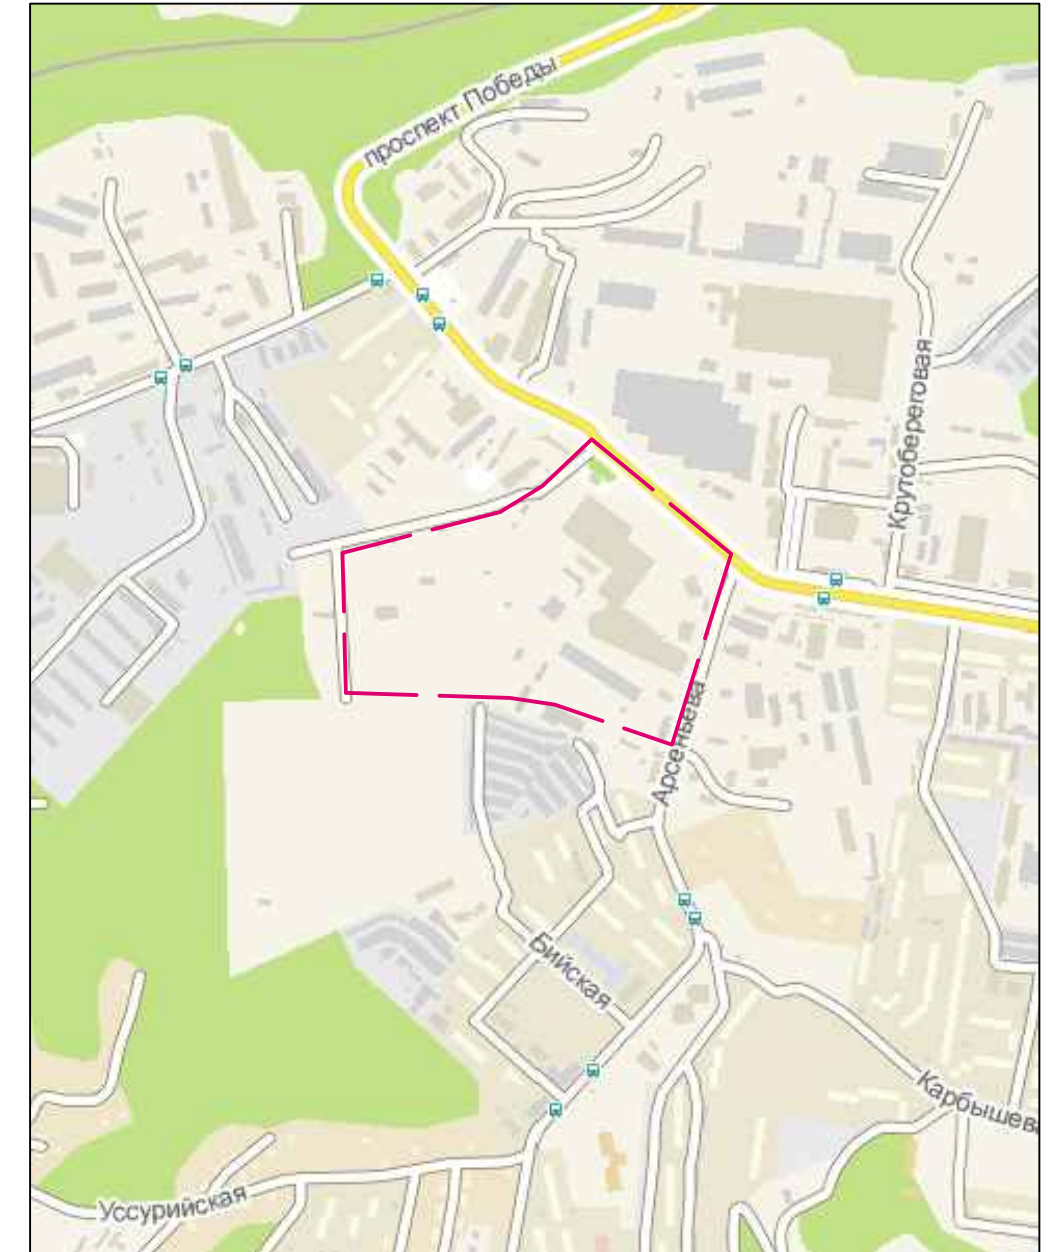 проспект Победы
Крутобереговая
Арсеньева
Бийская
Карбышева
Уссурийская